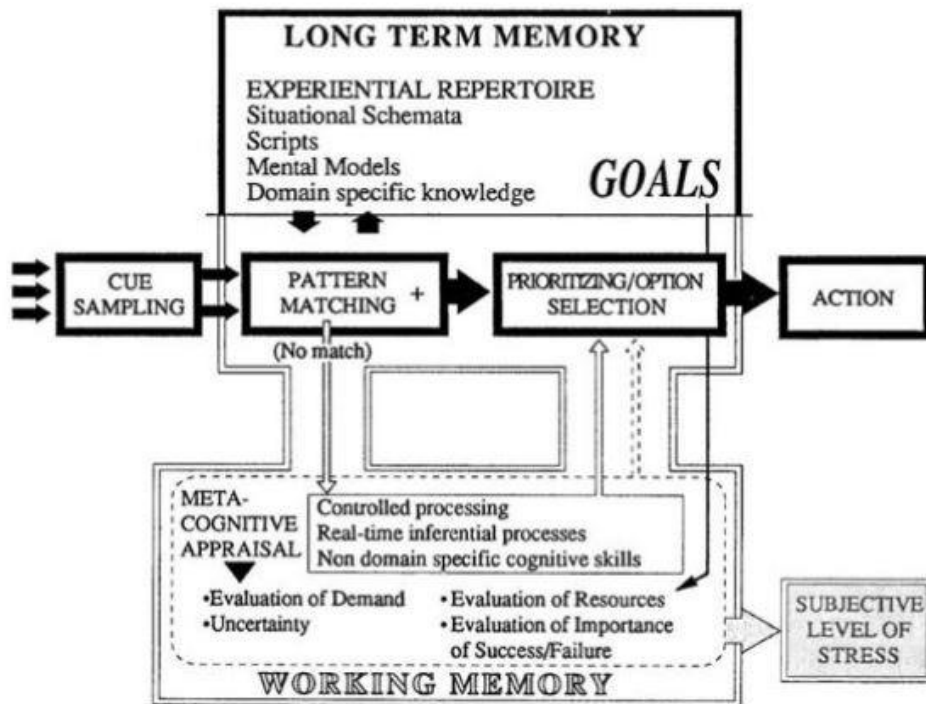 LONG TERM MEMORY
EXPERIENTIAL REPERTOIRE
Situational Schemata
Scripts
Mental Models
Domain specific knowledge
GOALS
CUE
SAMPLING
PATTERN
MATCHING +
PRIORITIZING/OPTION
SELECTION
ACTION
(No match)
META-
COGNITIVE
APPRAISAL
Controlled processing
Real-time inferential processes
Non domain specific cognitive skills
•Evaluation of Demand
•Uncertainty
•Evaluation of Resources
•Evaluation of Importance
of Success/Failure
SUBJECTIVE
LEVEL OF
STRESS
WORKING MEMORY